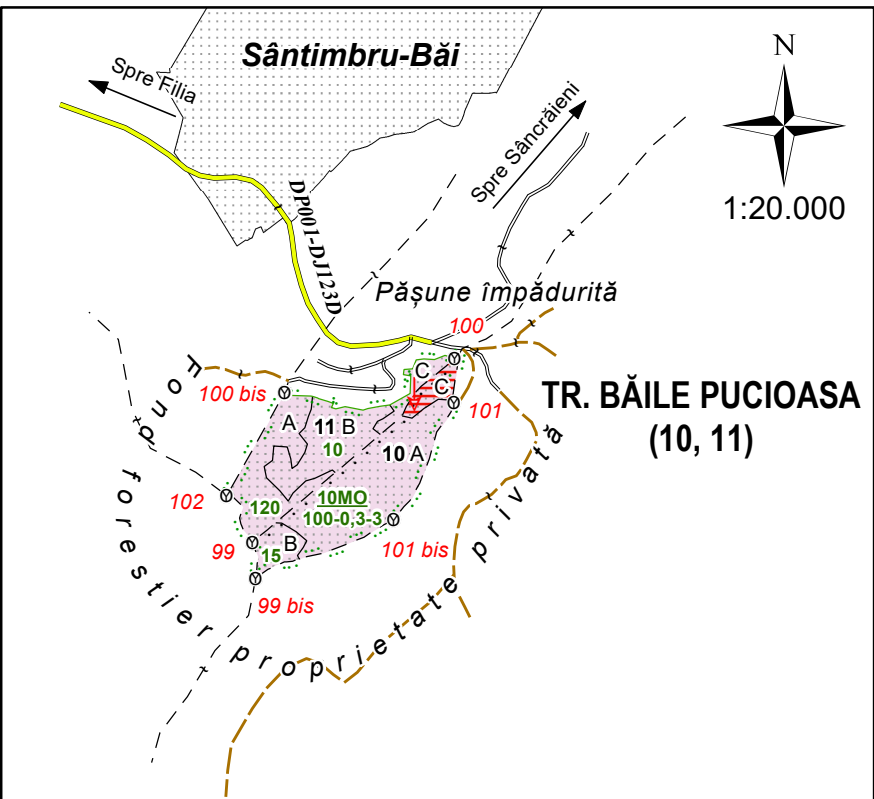 Sântimbru-Băi
N
Spre Filia
Spre Sâncrăieni
1:20.000
DP001-DJ123D
Pășune împădurită
100
C
C
100 bis
101
TR. BĂILE PUCIOASA
(10, 11)
A
11 B
10
10 A
102
120
10MO
100-0,3-3
99
B
15
101 bis
99 bis
Fond forestier proprietate privată